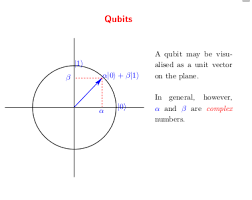 Qubits
|1⟩
β
α|0⟩ + β|1⟩
|0⟩
α
A qubit may be visu-
alised as a unit vector
on the plane.
In general, however,
α and β are complex
numbers.